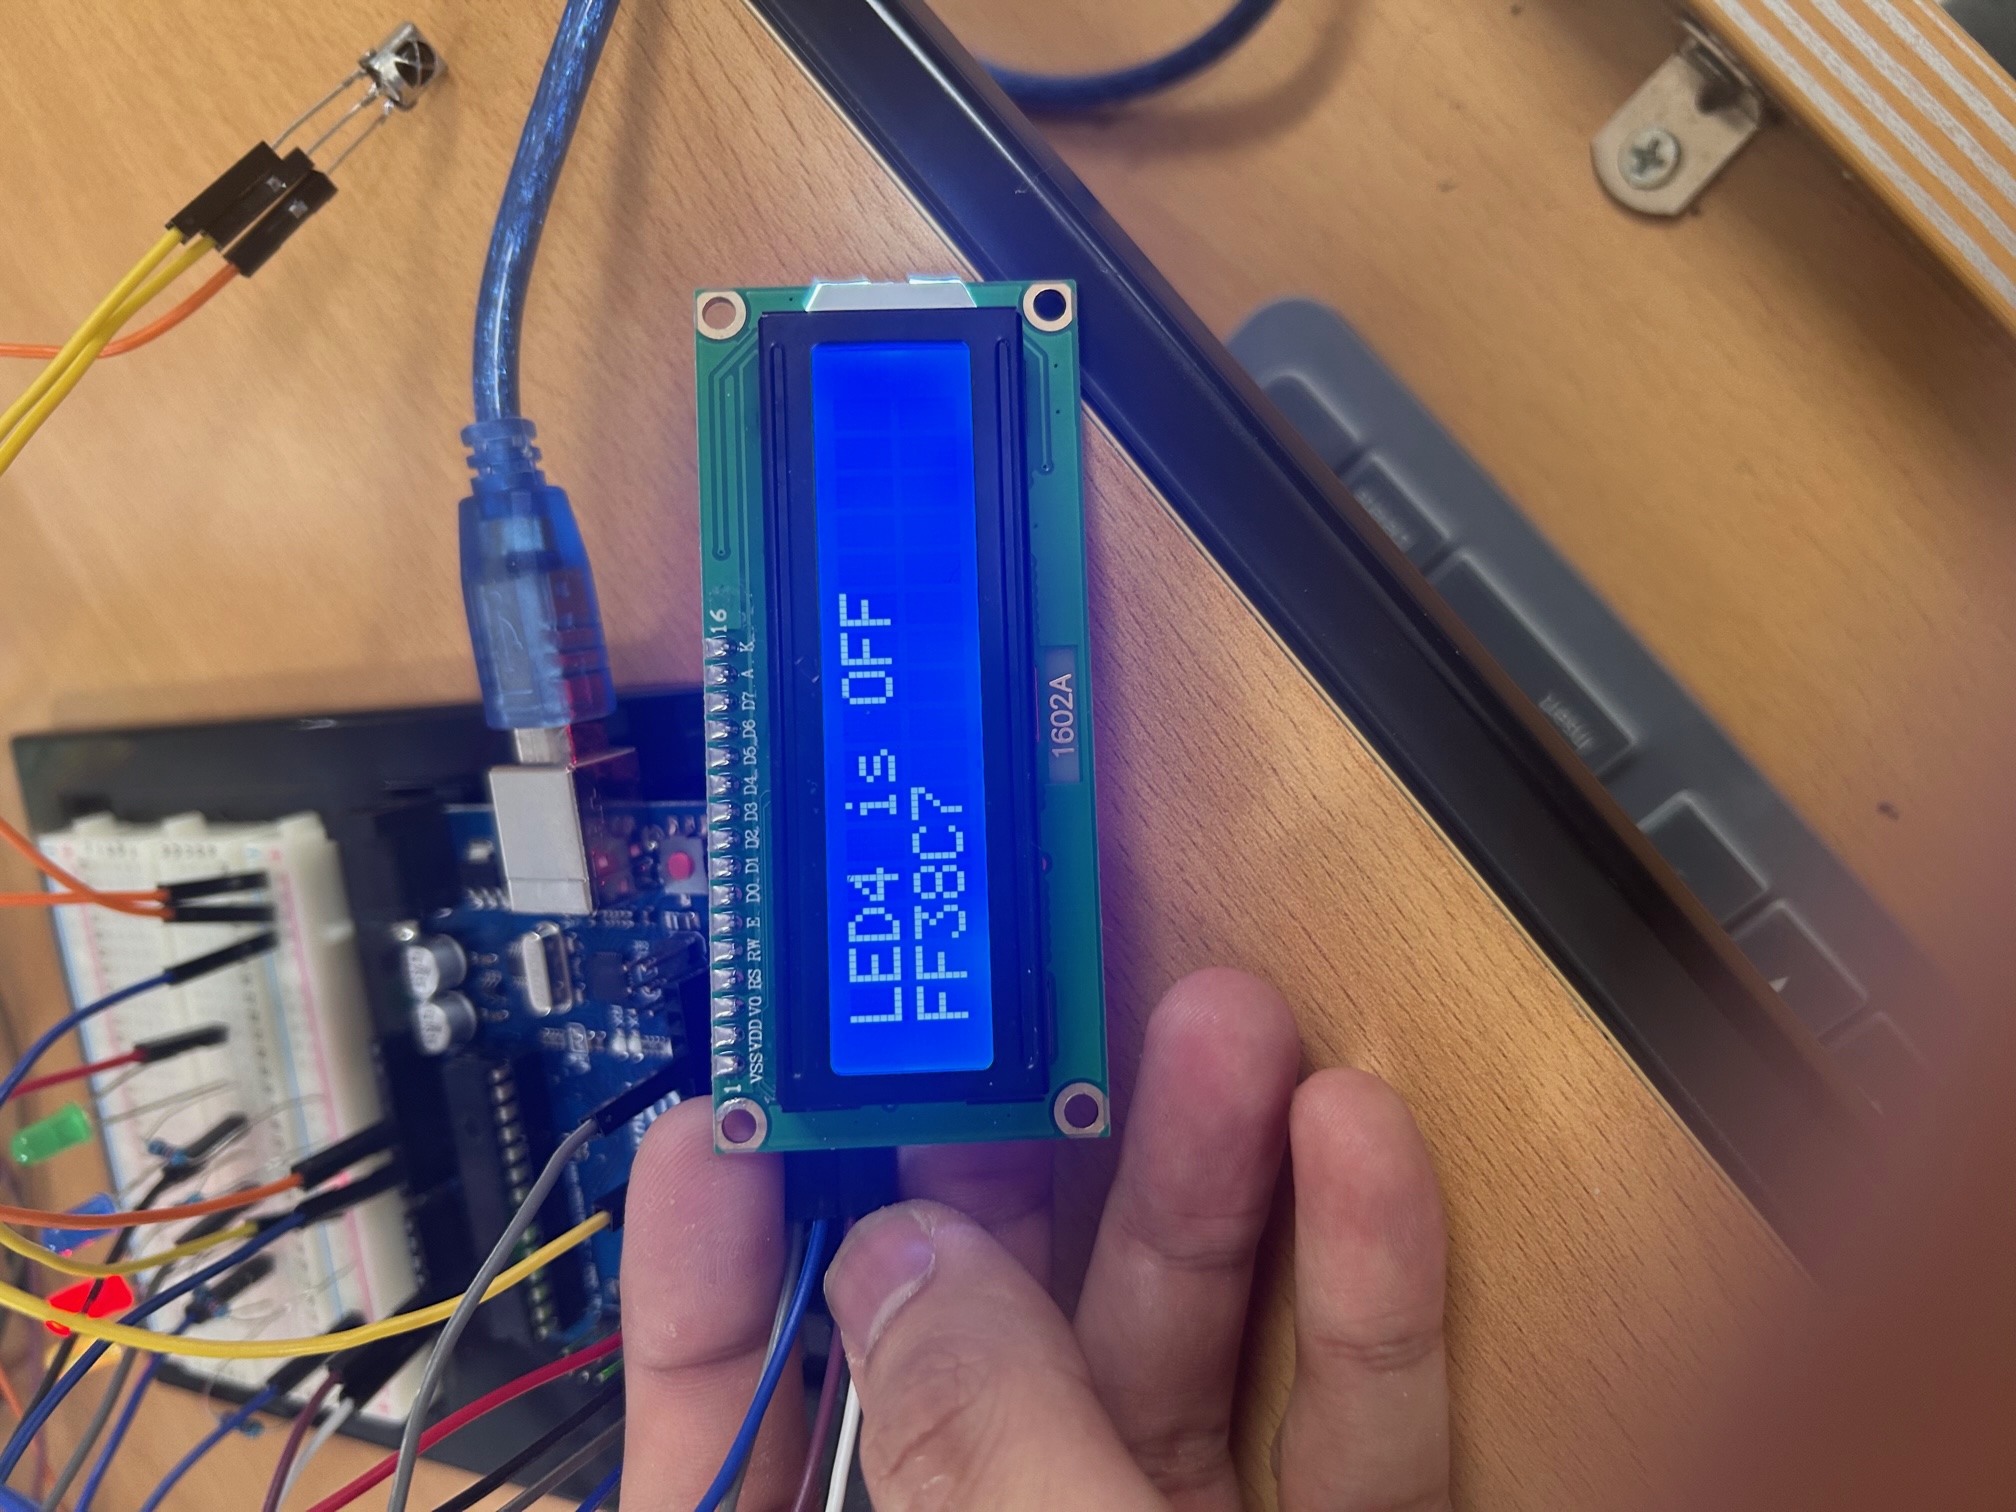 1 16
VSS VDD V0 RS RW E D0 D1 D2 D3 D4 D5 D6 D7 A K
LED4 is OFF
FF38C7
1602A
Insert